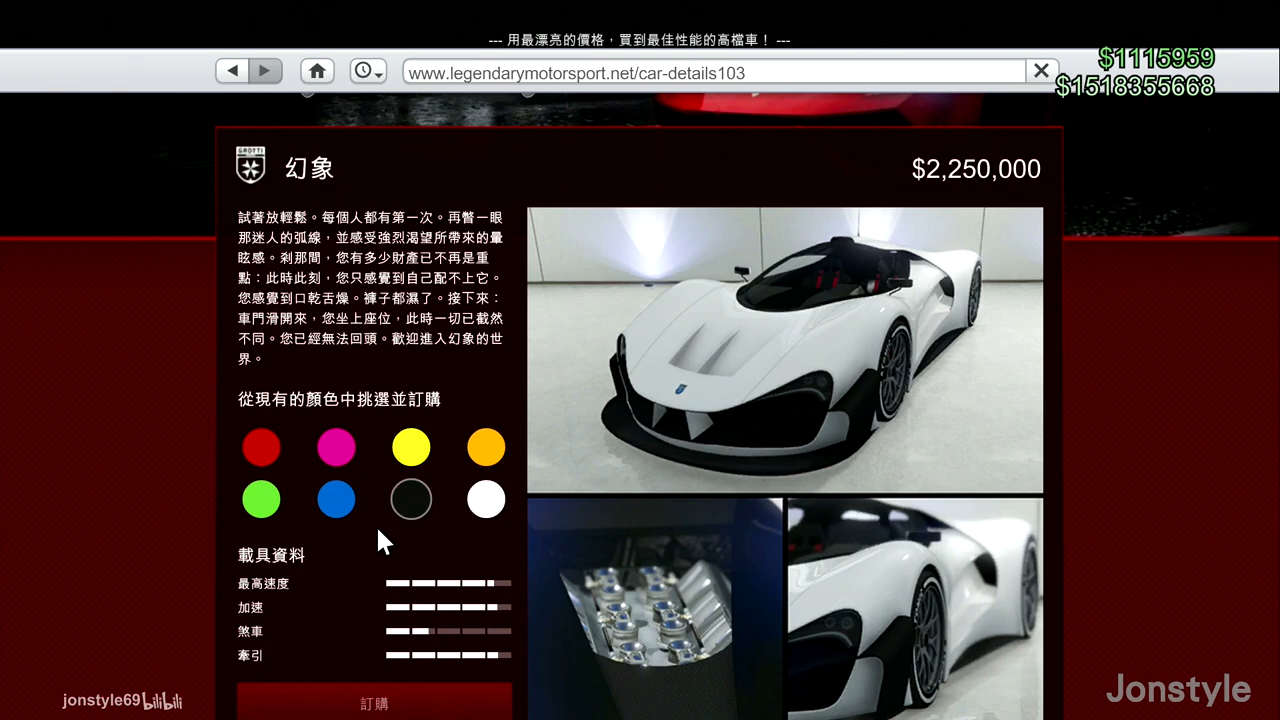 --- 用最漂亮的價格，買到最佳性能的高檔車！ ---
www.legendarymotorsport.net/car-details103
$1115959
$1518355668
GROTTI
幻象
$2,250,000
試著放輕鬆。每個人都有第一次。再瞥一眼
那迷人的弧線，並感受強烈渴望所帶來的暈
眩感。剎那間，您有多少財產已不再是重
點：此時此刻，您只感覺到自己配不上它。
您感覺到口乾舌燥。褲子都濕了。接下來：
車門滑開來，您坐上座位，此時一切已截然
不同。您已經無法回頭。歡迎進入幻象的世
界。
從現有的顏色中挑選並訂購
載具資料
最高速度
加速
煞車
牽引
訂購
jonstyle69 bilibili
Jonstyle